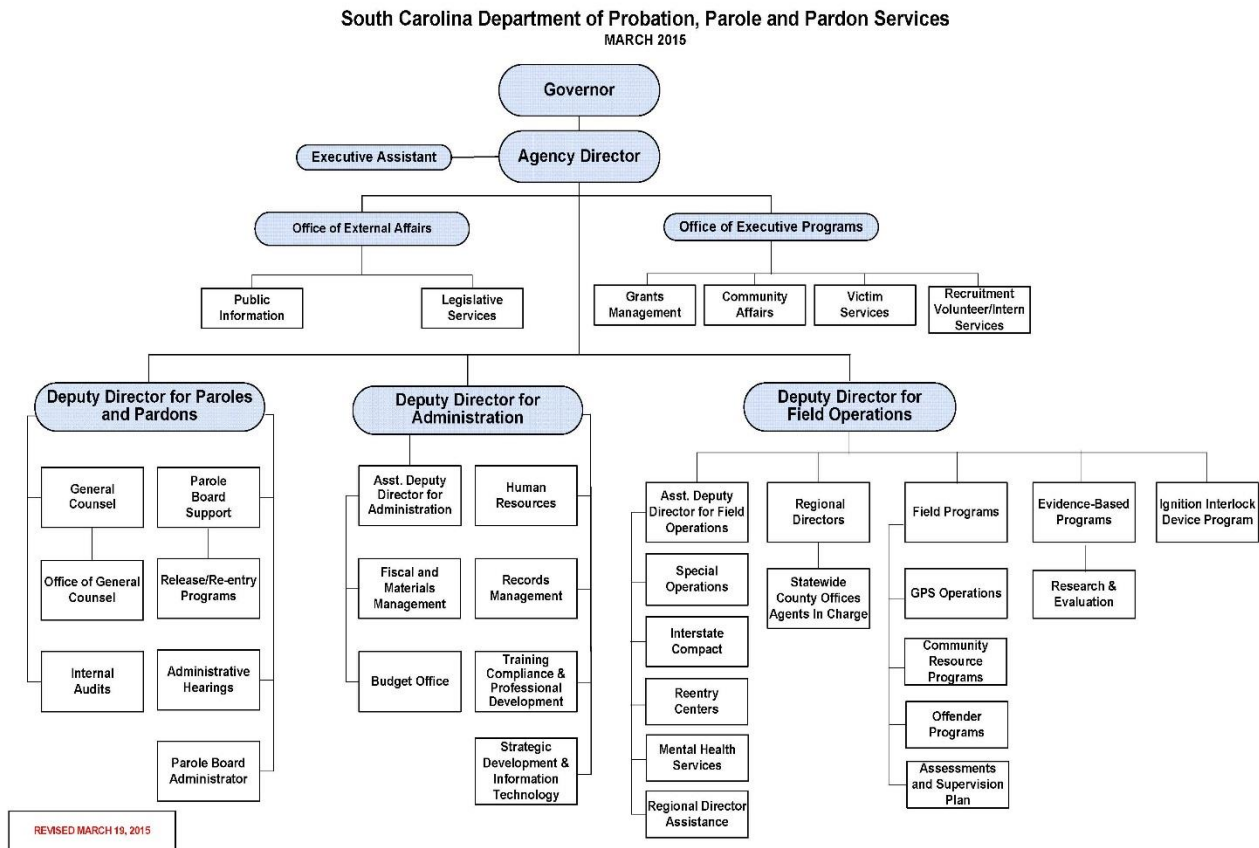 South Carolina Department of Probation, Parole and Pardon Services
MARCH 2015
Governor
Executive Assistant
Agency Director
Office of External Affairs
Office of Executive Programs
Public
Information
Legislative
Services
Grants
Management
Community
Affairs
Victim
Services
Recruitment
Volunteer/Intern
Services
Deputy Director for Paroles
and Pardons
Deputy Director for
Administration
Deputy Director for
Field Operations
General
Counsel
Parole
Board
Support
Office of General
Counsel
Release/Re-entry
Programs
Internal
Audits
Administrative
Hearings
Parole Board
Administrator
Asst. Deputy
Director for
Administration
Human
Resources
Fiscal and
Materials
Management
Records
Management
Budget Office
Training
Compliance &
Professional
Development
Strategic
Development &
Information
Technology
Asst. Deputy
Director for Field
Operations
Special
Operations
Interstate
Compact
Reentry
Centers
Mental Health
Services
Regional Director
Assistance
Regional
Directors
Statewide
County Offices
Agents In Charge
Field Programs
GPS Operations
Community
Resource
Programs
Offender
Programs
Assessments
and Supervision
Plan
Evidence-Based
Programs
Research &
Evaluation
Ignition Interlock
Device Program
REVISED MARCH 19, 2015